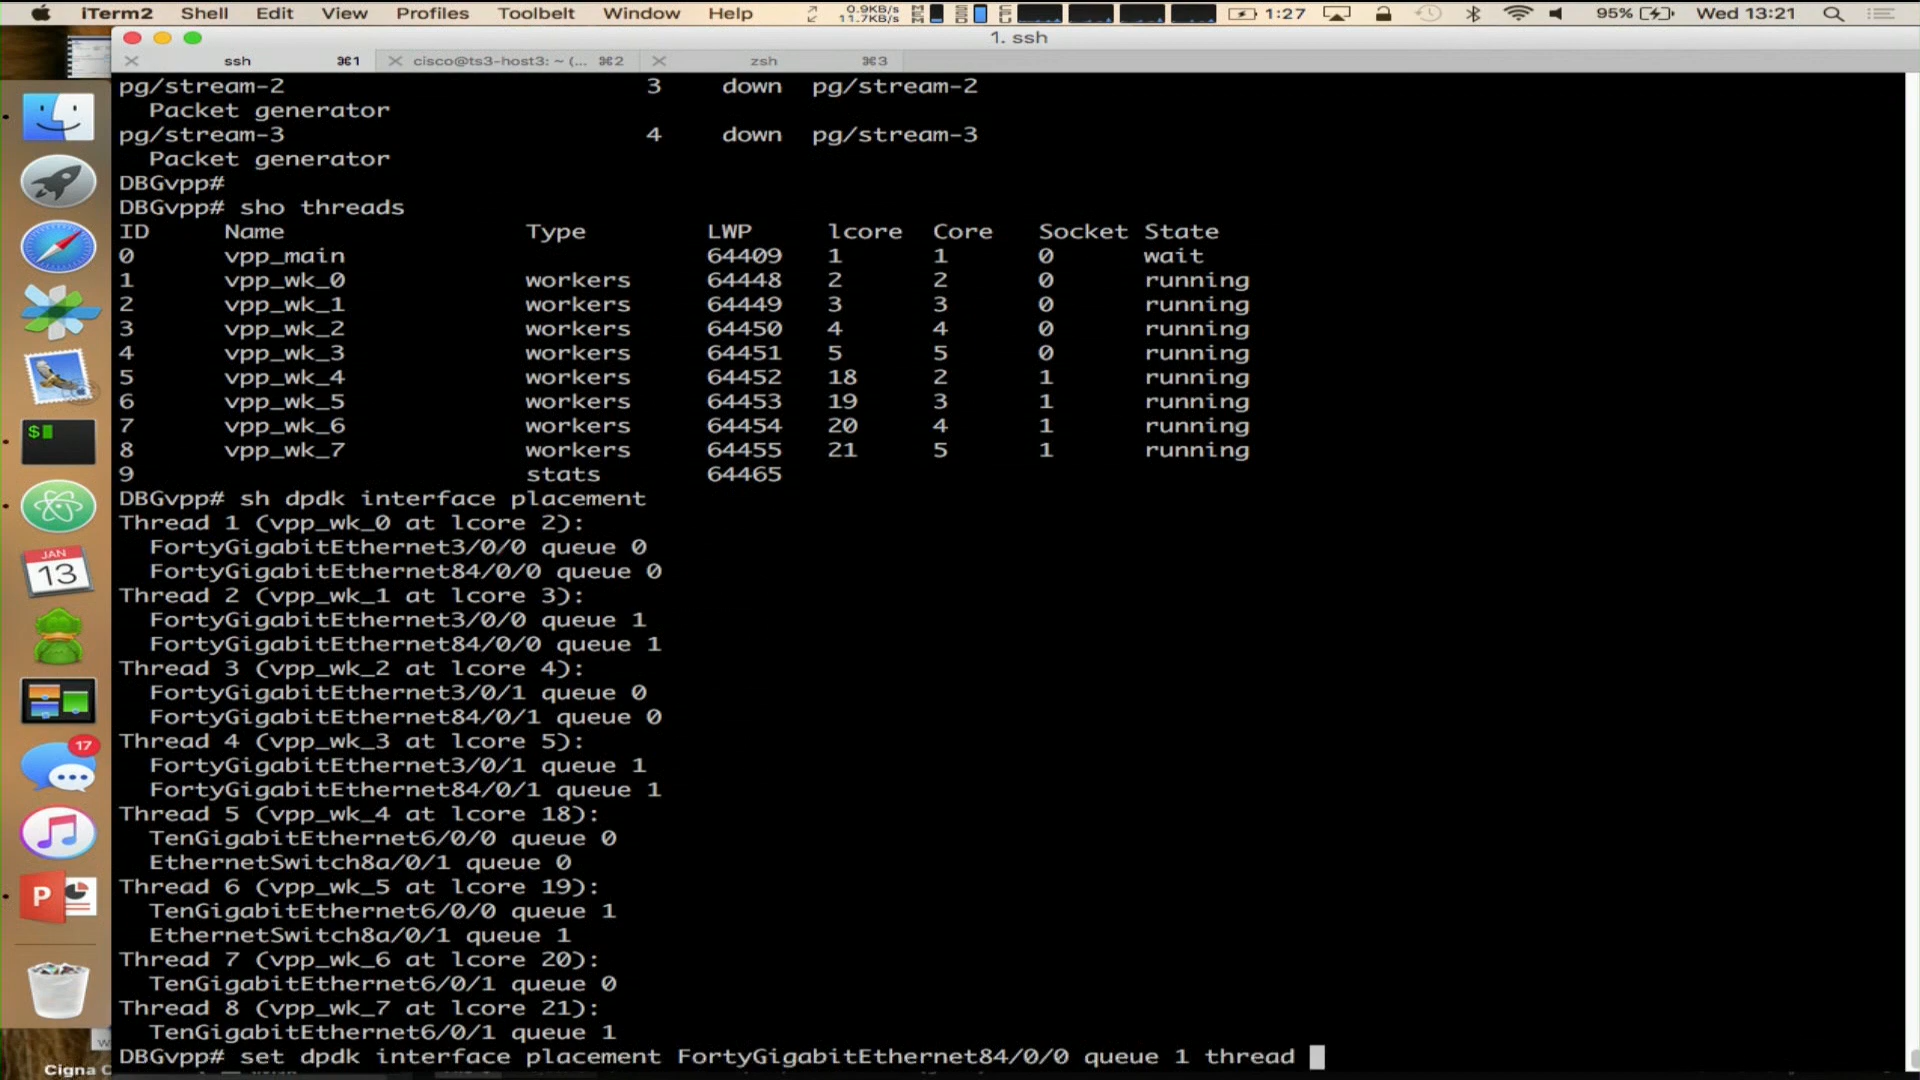 iTerm2 Shell Edit View Profiles Toolbelt Window Help 0.9KB/s 11.7KB/s 1:27 95% Wed 13:21
1. ssh
ssh ⌘1 cisco@ts3-host3: ~ (... ⌘2 zsh ⌘3
pg/stream-2 3 down pg/stream-2
Packet generator
pg/stream-3 4 down pg/stream-3
Packet generator
DBGvpp#
DBGvpp# sho threads
ID Name Type LWP lcore Core Socket State
0 vpp_main 64409 1 1 0 wait
1 vpp_wk_0 workers 64448 2 2 0 running
2 vpp_wk_1 workers 64449 3 3 0 running
3 vpp_wk_2 workers 64450 4 4 0 running
4 vpp_wk_3 workers 64451 5 5 0 running
5 vpp_wk_4 workers 64452 18 2 1 running
6 vpp_wk_5 workers 64453 19 3 1 running
7 vpp_wk_6 workers 64454 20 4 1 running
8 vpp_wk_7 workers 64455 21 5 1 running
9 stats 64465
DBGvpp# sh dpdk interface placement
Thread 1 (vpp_wk_0 at lcore 2):
FortyGigabitEthernet3/0/0 queue 0
FortyGigabitEthernet84/0/0 queue 0
Thread 2 (vpp_wk_1 at lcore 3):
FortyGigabitEthernet3/0/0 queue 1
FortyGigabitEthernet84/0/0 queue 1
Thread 3 (vpp_wk_2 at lcore 4):
FortyGigabitEthernet3/0/1 queue 0
FortyGigabitEthernet84/0/1 queue 0
Thread 4 (vpp_wk_3 at lcore 5):
FortyGigabitEthernet3/0/1 queue 1
FortyGigabitEthernet84/0/1 queue 1
Thread 5 (vpp_wk_4 at lcore 18):
TenGigabitEthernet6/0/0 queue 0
EthernetSwitch8a/0/1 queue 0
Thread 6 (vpp_wk_5 at lcore 19):
TenGigabitEthernet6/0/0 queue 1
EthernetSwitch8a/0/1 queue 1
Thread 7 (vpp_wk_6 at lcore 20):
TenGigabitEthernet6/0/1 queue 0
Thread 8 (vpp_wk_7 at lcore 21):
TenGigabitEthernet6/0/1 queue 1
DBGvpp# set dpdk interface placement FortyGigabitEthernet84/0/0 queue 1 thread
JAN
13
17
P
Cigna